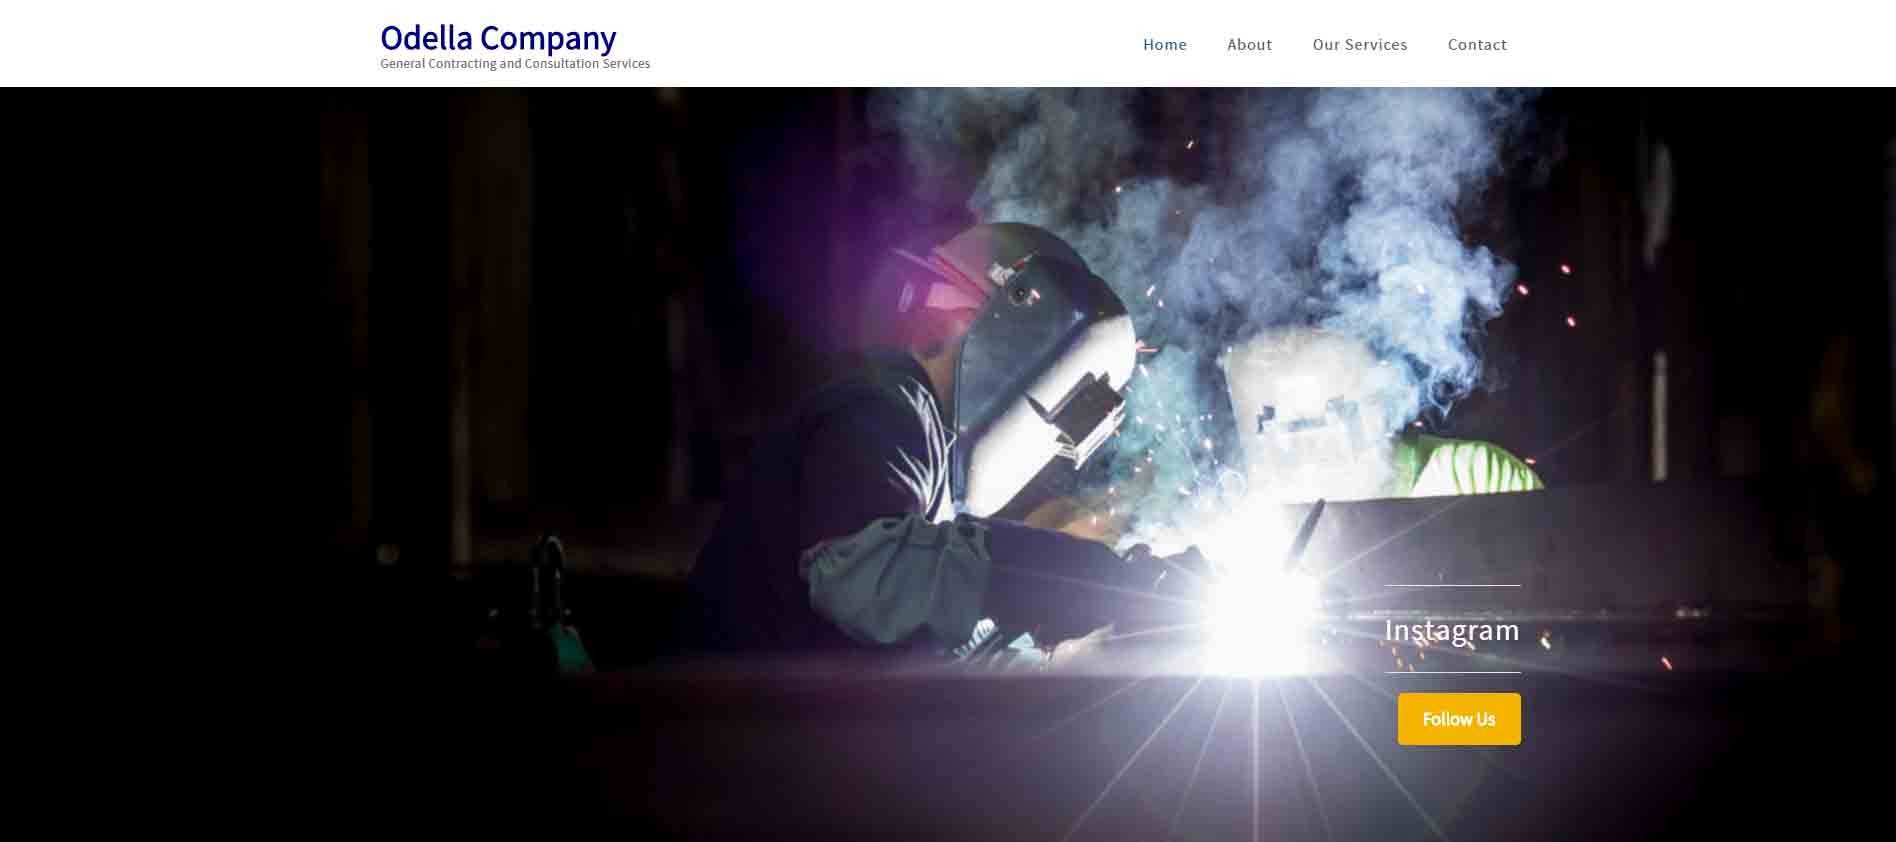 Odella Company
General Contracting and Consultation Services
Home About Our Services Contact
Instagram
Follow Us